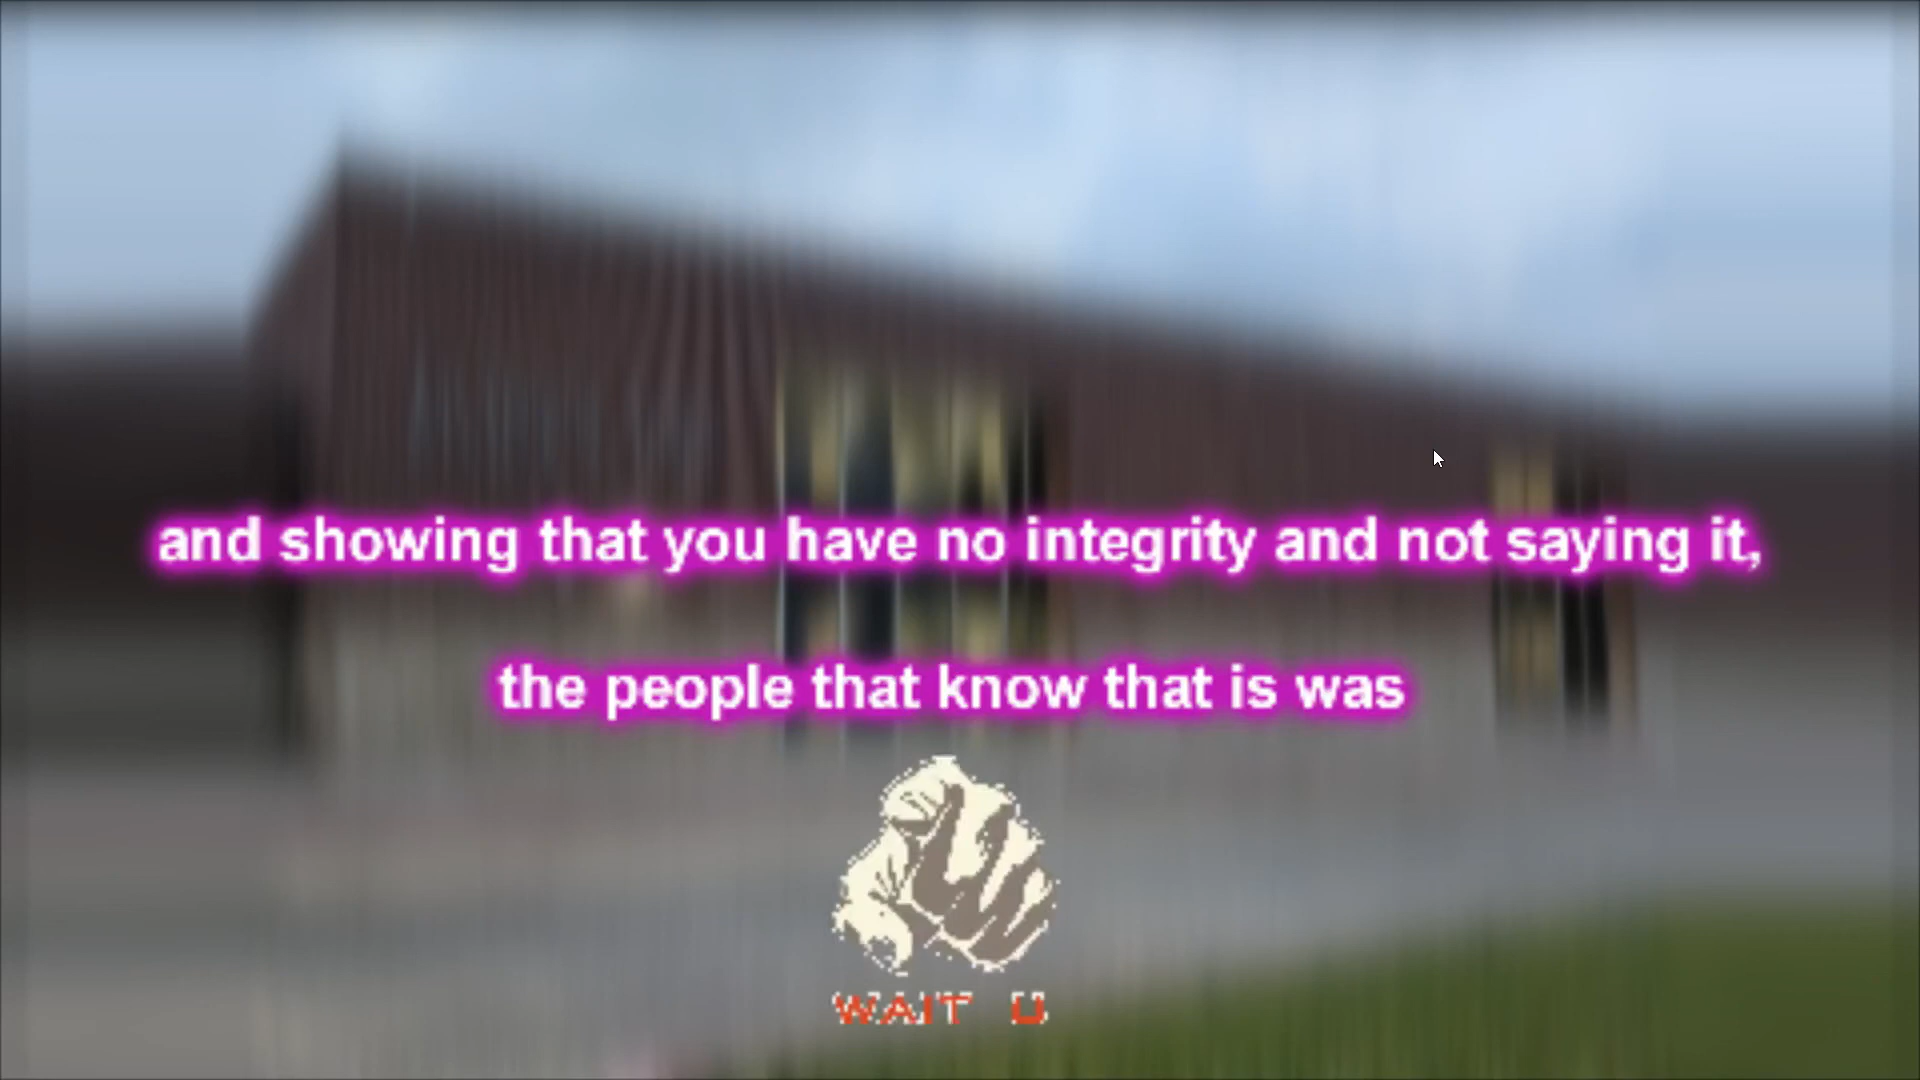 and showing that you have no integrity and not saying it,
the people that know that is was
WAIT U